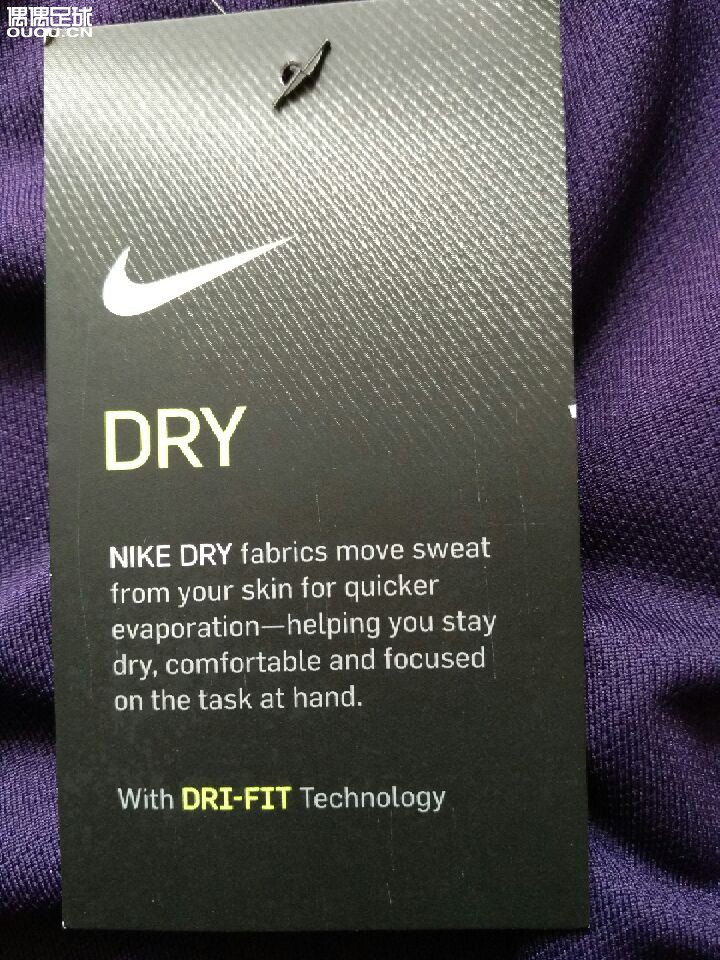 偶偶足球
OUOU.CN
DRY
NIKE DRY fabrics move sweat
from your skin for quicker
evaporation—helping you stay
dry, comfortable and focused
on the task at hand.
With DRI-FIT Technology